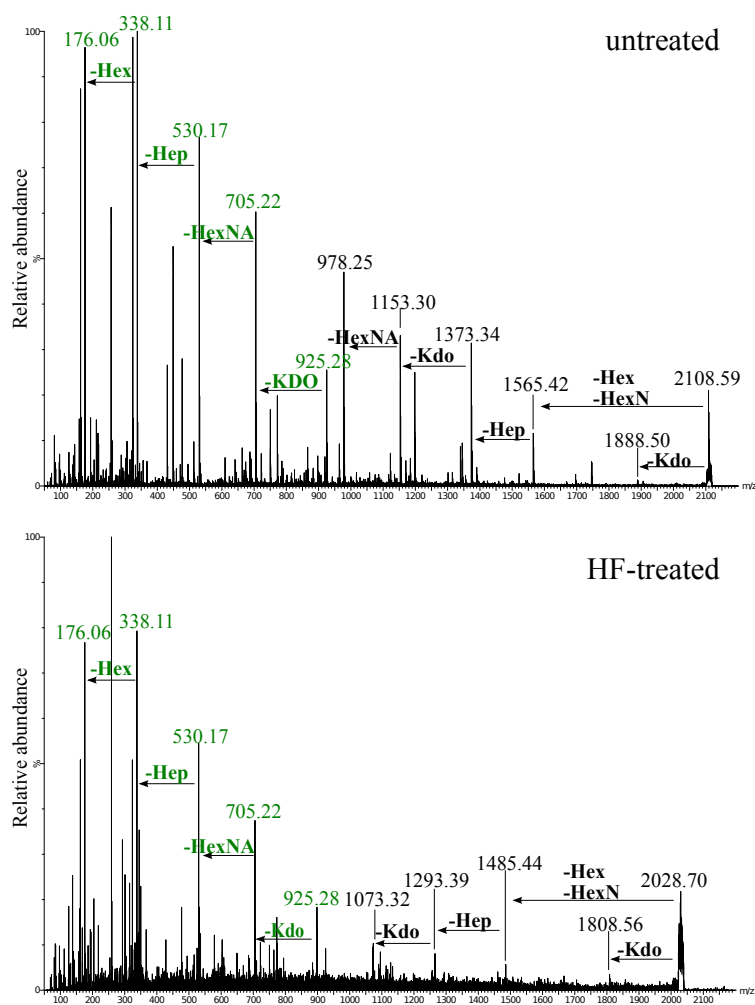 untreated
100
338.11
176.06
-Hex
530.17
-Hep
705.22
-HexNA
978.25
1153.30
-HexNA
1373.34
-Kdo
925.28
-KDO
1565.42
-Hep
-Hex
-HexN
2108.59
1888.50
-Kdo
%
Relative abundance
0
100 200 300 400 500 600 700 800 900 1000 1100 1200 1300 1400 1500 1600 1700 1800 1900 2000 2100 m/z
HF-treated
100
176.06
338.11
-Hex
530.17
-Hep
705.22
-HexNA
925.28
-Kdo
1073.32
-Kdo
1293.39
-Hep
1485.44
-Hex
-HexN
2028.70
1808.56
-Kdo
%
Relative abundance
0
100 200 300 400 500 600 700 800 900 1000 1100 1200 1300 1400 1500 1600 1700 1800 1900 2000 2100 m/z